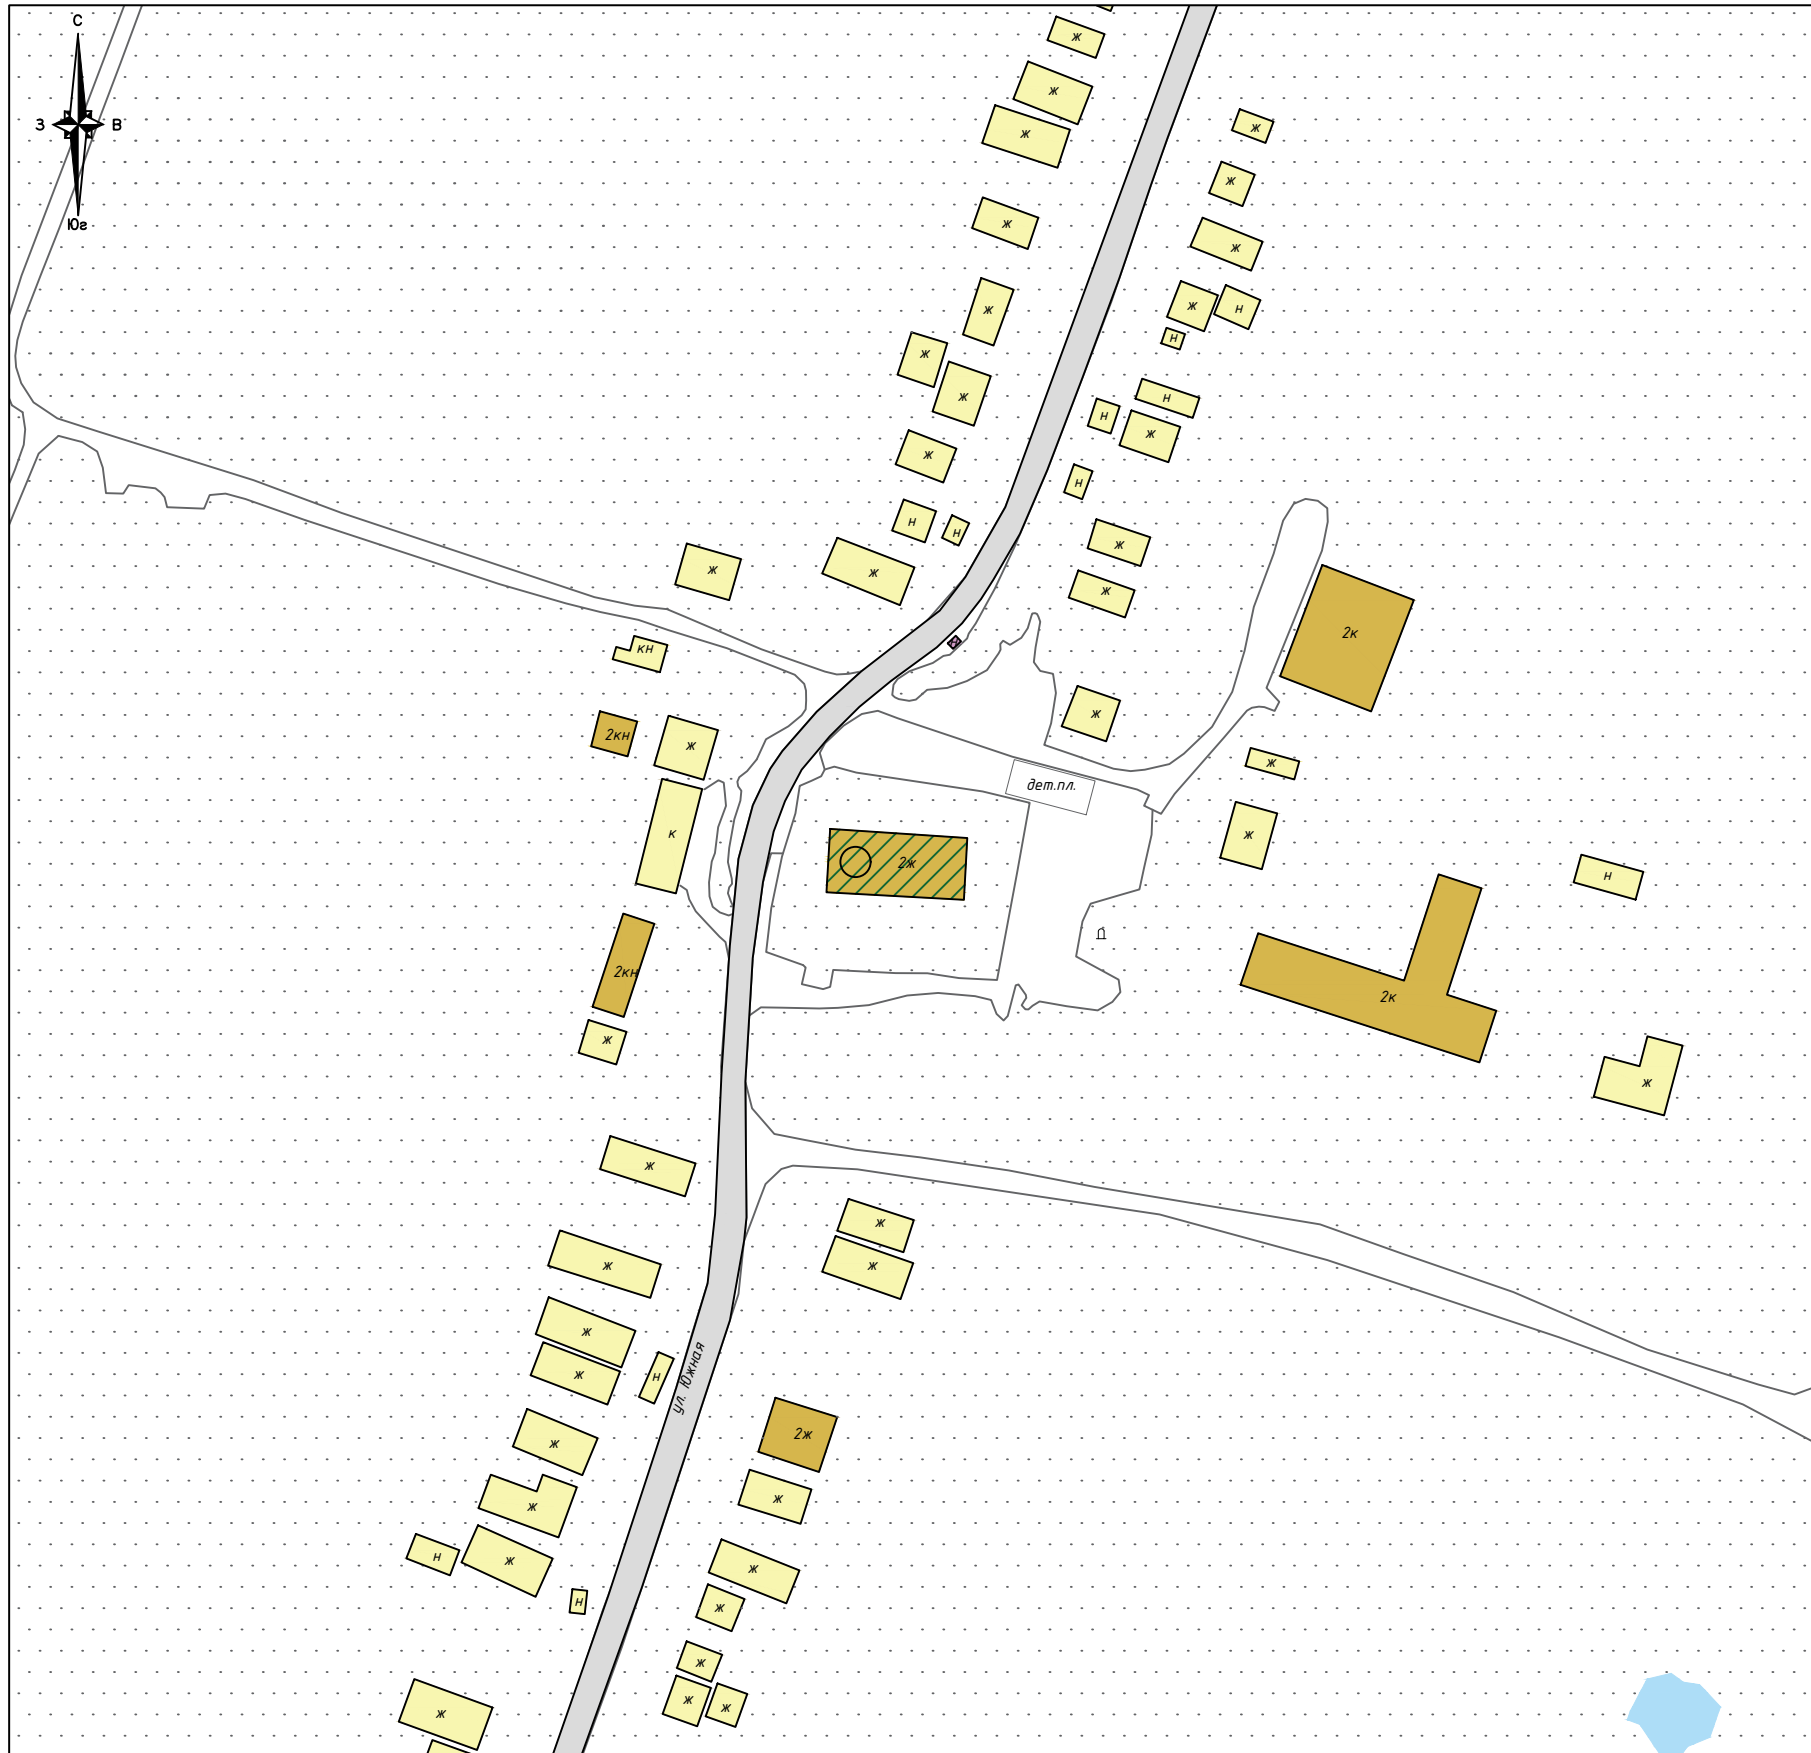 С
З В
Юг
ж
ж
ж
ж
ж
ж
ж
ж
ж
ж
н
н
н
ж
ж
н
н
ж
н
ж
н
н
ж
ж
ж
2к
кн
2кн
ж
ж
ж
дет.пл.
к
ж
2ж
н
2кн
2к
ж
ж
ж
ж
ж
ж
ж
ж
н
ул. Южная
ж
2ж
ж
ж
н
ж
ж
н
ж
ж
ж
ж
ж